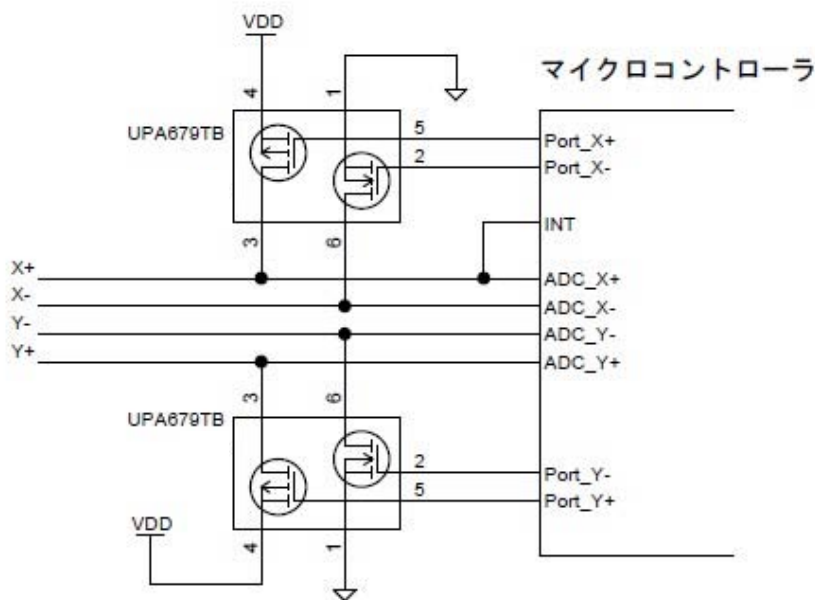 VDD
マイクロコントローラ
4
1
UPA679TB
5
Port_X+
2
Port_X-
INT
3
6
X+
ADC_X+
X-
ADC_X-
Y-
ADC_Y-
Y+
ADC_Y+
3
6
UPA679TB
2
Port_Y-
5
Port_Y+
VDD
4
1